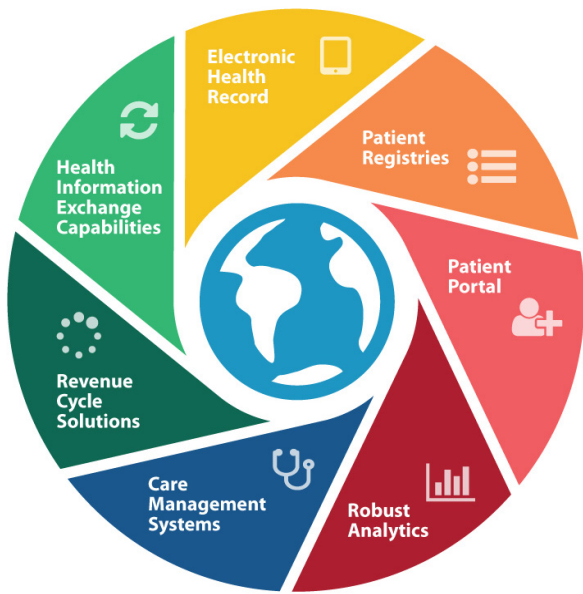 Electronic
Health
Record
Patient
Registries
Patient
Portal
Robust
Analytics
Care
Management
Systems
Revenue
Cycle
Solutions
Health
Information
Exchange
Capabilities